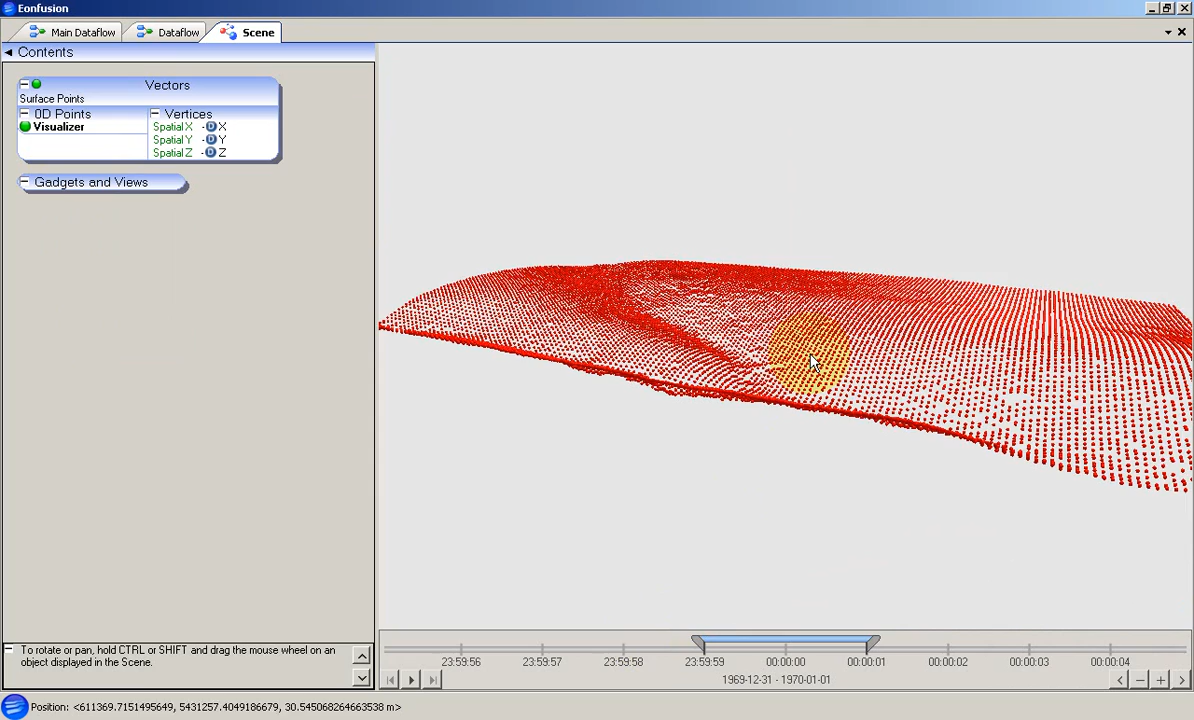 Eonfusion
Main Dataflow
Dataflow
Scene
Contents
Vectors
Surface Points
0D Points
Vertices
Visualizer
Spatial X
D
X
Spatial Y
D
Y
Spatial Z
D
Z
Gadgets and Views
To rotate or pan, hold CTRL or SHIFT and drag the mouse wheel on an
object displayed in the Scene.
23:59:56 23:59:57 23:59:58 23:59:59 00:00:00 00:00:01 00:00:02 00:00:03 00:00:04
1969-12-31 - 1970-01-01
Position: <611369.7151495649, 5431257.4049186679, 30.545068264663538 m>